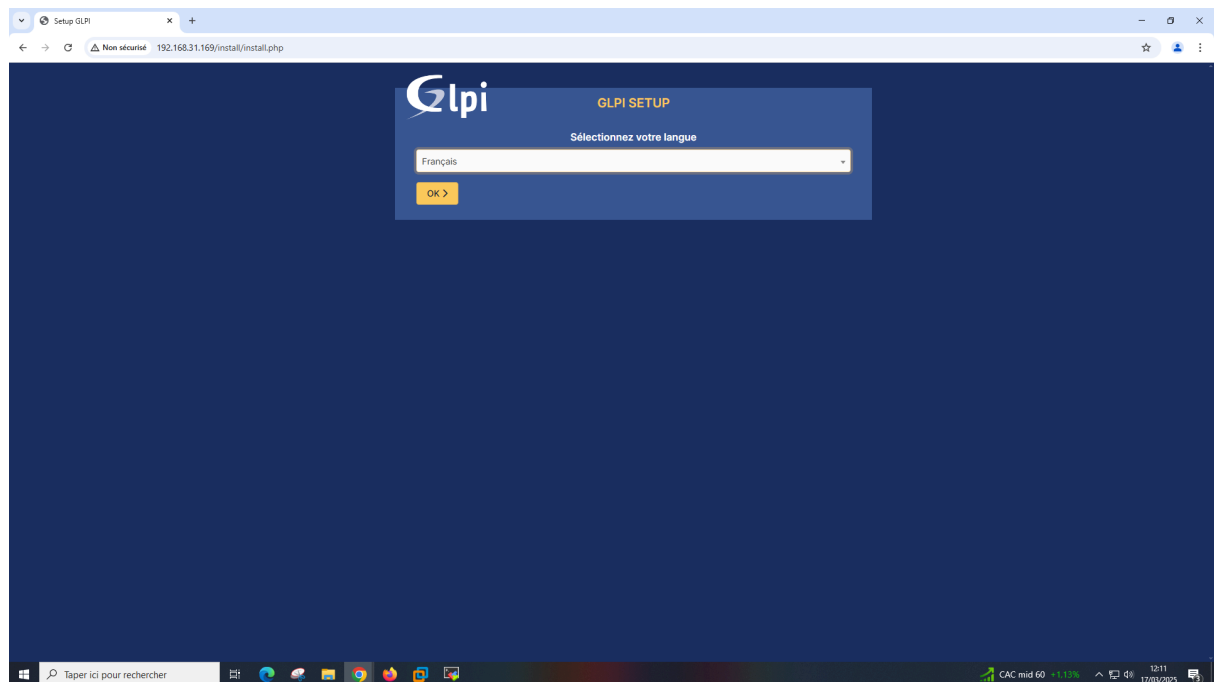 Setup GLPI
Non sécurisé 192.168.31.169/install/install.php
Glpi
GLPI SETUP
Sélectionnez votre langue
Français
OK
Taper ici pour rechercher
CAC mid 60 +1,13%
12:11
17/03/2025
3